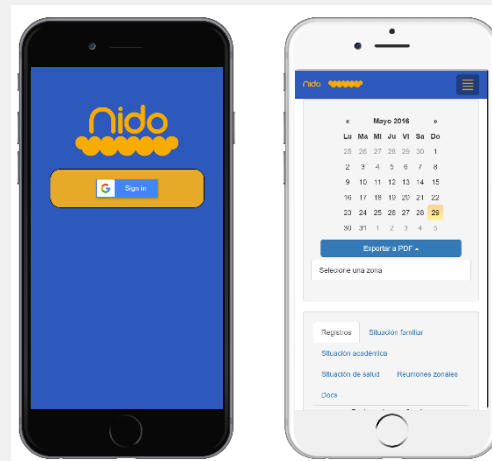 nido
Sign in
nido
« Mayo 2016 »
Lu Ma Mi Ju Vi Sa Do
25 26 27 28 29 30 1
2 3 4 5 6 7 8
9 10 11 12 13 14 15
16 17 18 19 20 21 22
23 24 25 26 27 28 29
30 31 1 2 3 4 5
Exportar a PDF
Selecione una zona
Registros Situación familiar
Situación académica
Situación de salud Reuniones zonales
Docs